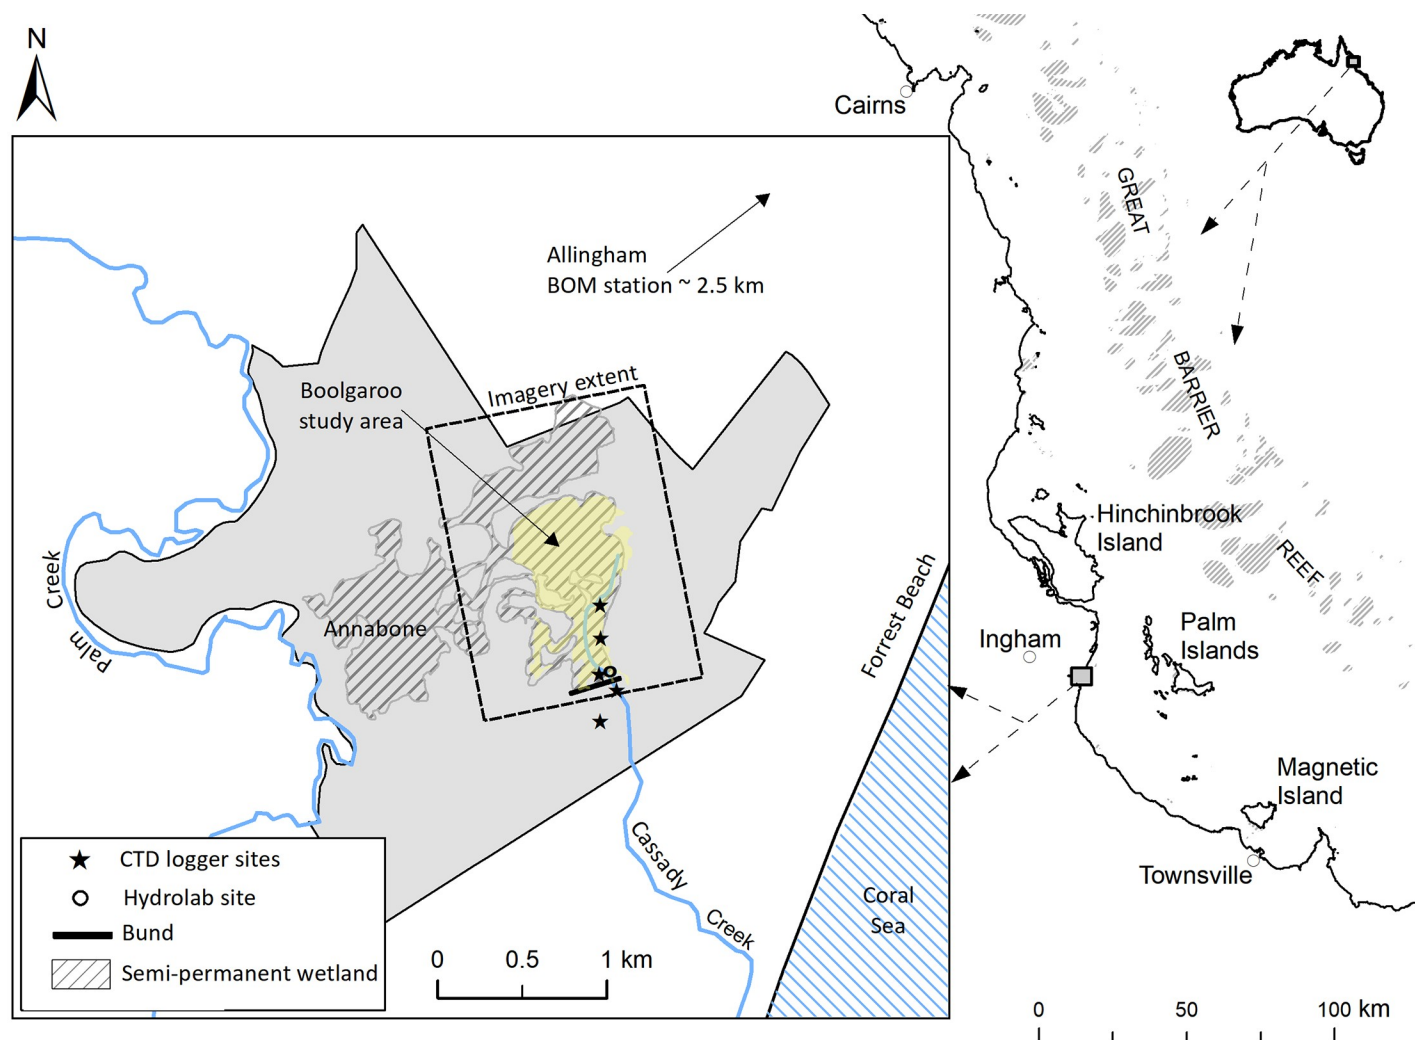 N
Cairns
GREAT
BARRIER
REEF
Allingham
BOM station ~ 2.5 km
Imagery extent
Boolgaroo
study area
Annabone
Creek
Palm
Forrest Beach
Hinchinbrook
Island
Ingham
Palm
Islands
Magnetic
Island
Townsville
Cassady
Creek
Coral
Sea
CTD logger sites
Hydrolab site
Bund
Semi-permanent wetland
0 0.5 1 km
0 50 100 km